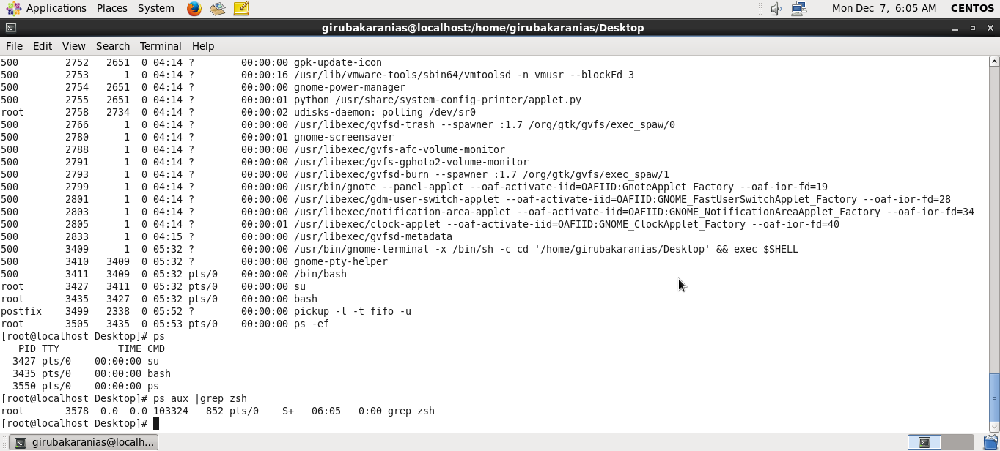 Applications Places System Mon Dec 7, 6:05 AM CENTOS
girubakaranias@localhost:/home/girubakaranias/Desktop
File Edit View Search Terminal Help
500 2752 2651 0 04:14 ? 00:00:00 gpk-update-icon
500 2753 1 0 04:14 ? 00:00:16 /usr/lib/vmware-tools/sbin64/vmtoolsd -n vmusr --blockFd 3
500 2754 2651 0 04:14 ? 00:00:00 gnome-power-manager
500 2755 2651 0 04:14 ? 00:00:01 python /usr/share/system-config-printer/applet.py
root 2758 2734 0 04:14 ? 00:00:02 udisks-daemon: polling /dev/sr0
500 2766 1 0 04:14 ? 00:00:00 /usr/libexec/gvfsd-trash --spawner :1.7 /org/gtk/gvfs/exec_spaw/0
500 2780 1 0 04:14 ? 00:00:01 gnome-screensaver
500 2788 1 0 04:14 ? 00:00:00 /usr/libexec/gvfs-afc-volume-monitor
500 2791 1 0 04:14 ? 00:00:00 /usr/libexec/gvfs-gphoto2-volume-monitor
500 2793 1 0 04:14 ? 00:00:00 /usr/libexec/gvfsd-burn --spawner :1.7 /org/gtk/gvfs/exec_spaw/1
500 2799 1 0 04:14 ? 00:00:00 /usr/bin/gnote --panel-applet --oaf-activate-iid=OAFIID:GnoteApplet_Factory --oaf-ior-fd=19
500 2801 1 0 04:14 ? 00:00:00 /usr/libexec/gdm-user-switch-applet --oaf-activate-iid=OAFIID:GNOME_FastUserSwitchApplet_Factory --oaf-ior-fd=28
500 2803 1 0 04:14 ? 00:00:00 /usr/libexec/notification-area-applet --oaf-activate-iid=OAFIID:GNOME_NotificationAreaApplet_Factory --oaf-ior-fd=34
500 2805 1 0 04:14 ? 00:00:01 /usr/libexec/clock-applet --oaf-activate-iid=OAFIID:GNOME_ClockApplet_Factory --oaf-ior-fd=40
500 2833 1 0 04:15 ? 00:00:00 /usr/libexec/gvfsd-metadata
500 3409 1 0 05:32 ? 00:00:00 /usr/bin/gnome-terminal -x /bin/sh -c cd '/home/girubakaranias/Desktop' && exec $SHELL
500 3410 3409 0 05:32 ? 00:00:00 gnome-pty-helper
500 3411 3409 0 05:32 pts/0 00:00:00 /bin/bash
root 3427 3411 0 05:32 pts/0 00:00:00 su
root 3435 3427 0 05:32 pts/0 00:00:00 bash
postfix 3499 2338 0 05:52 ? 00:00:00 pickup -l -t fifo -u
root 3505 3435 0 05:53 pts/0 00:00:00 ps -ef
[root@localhost Desktop]# ps
PID TTY TIME CMD
3427 pts/0 00:00:00 su
3435 pts/0 00:00:00 bash
3550 pts/0 00:00:00 ps
[root@localhost Desktop]# ps aux |grep zsh
root 3578 0.0 0.0 103324 852 pts/0 S+ 06:05 0:00 grep zsh
[root@localhost Desktop]#
girubakaranias@localh...